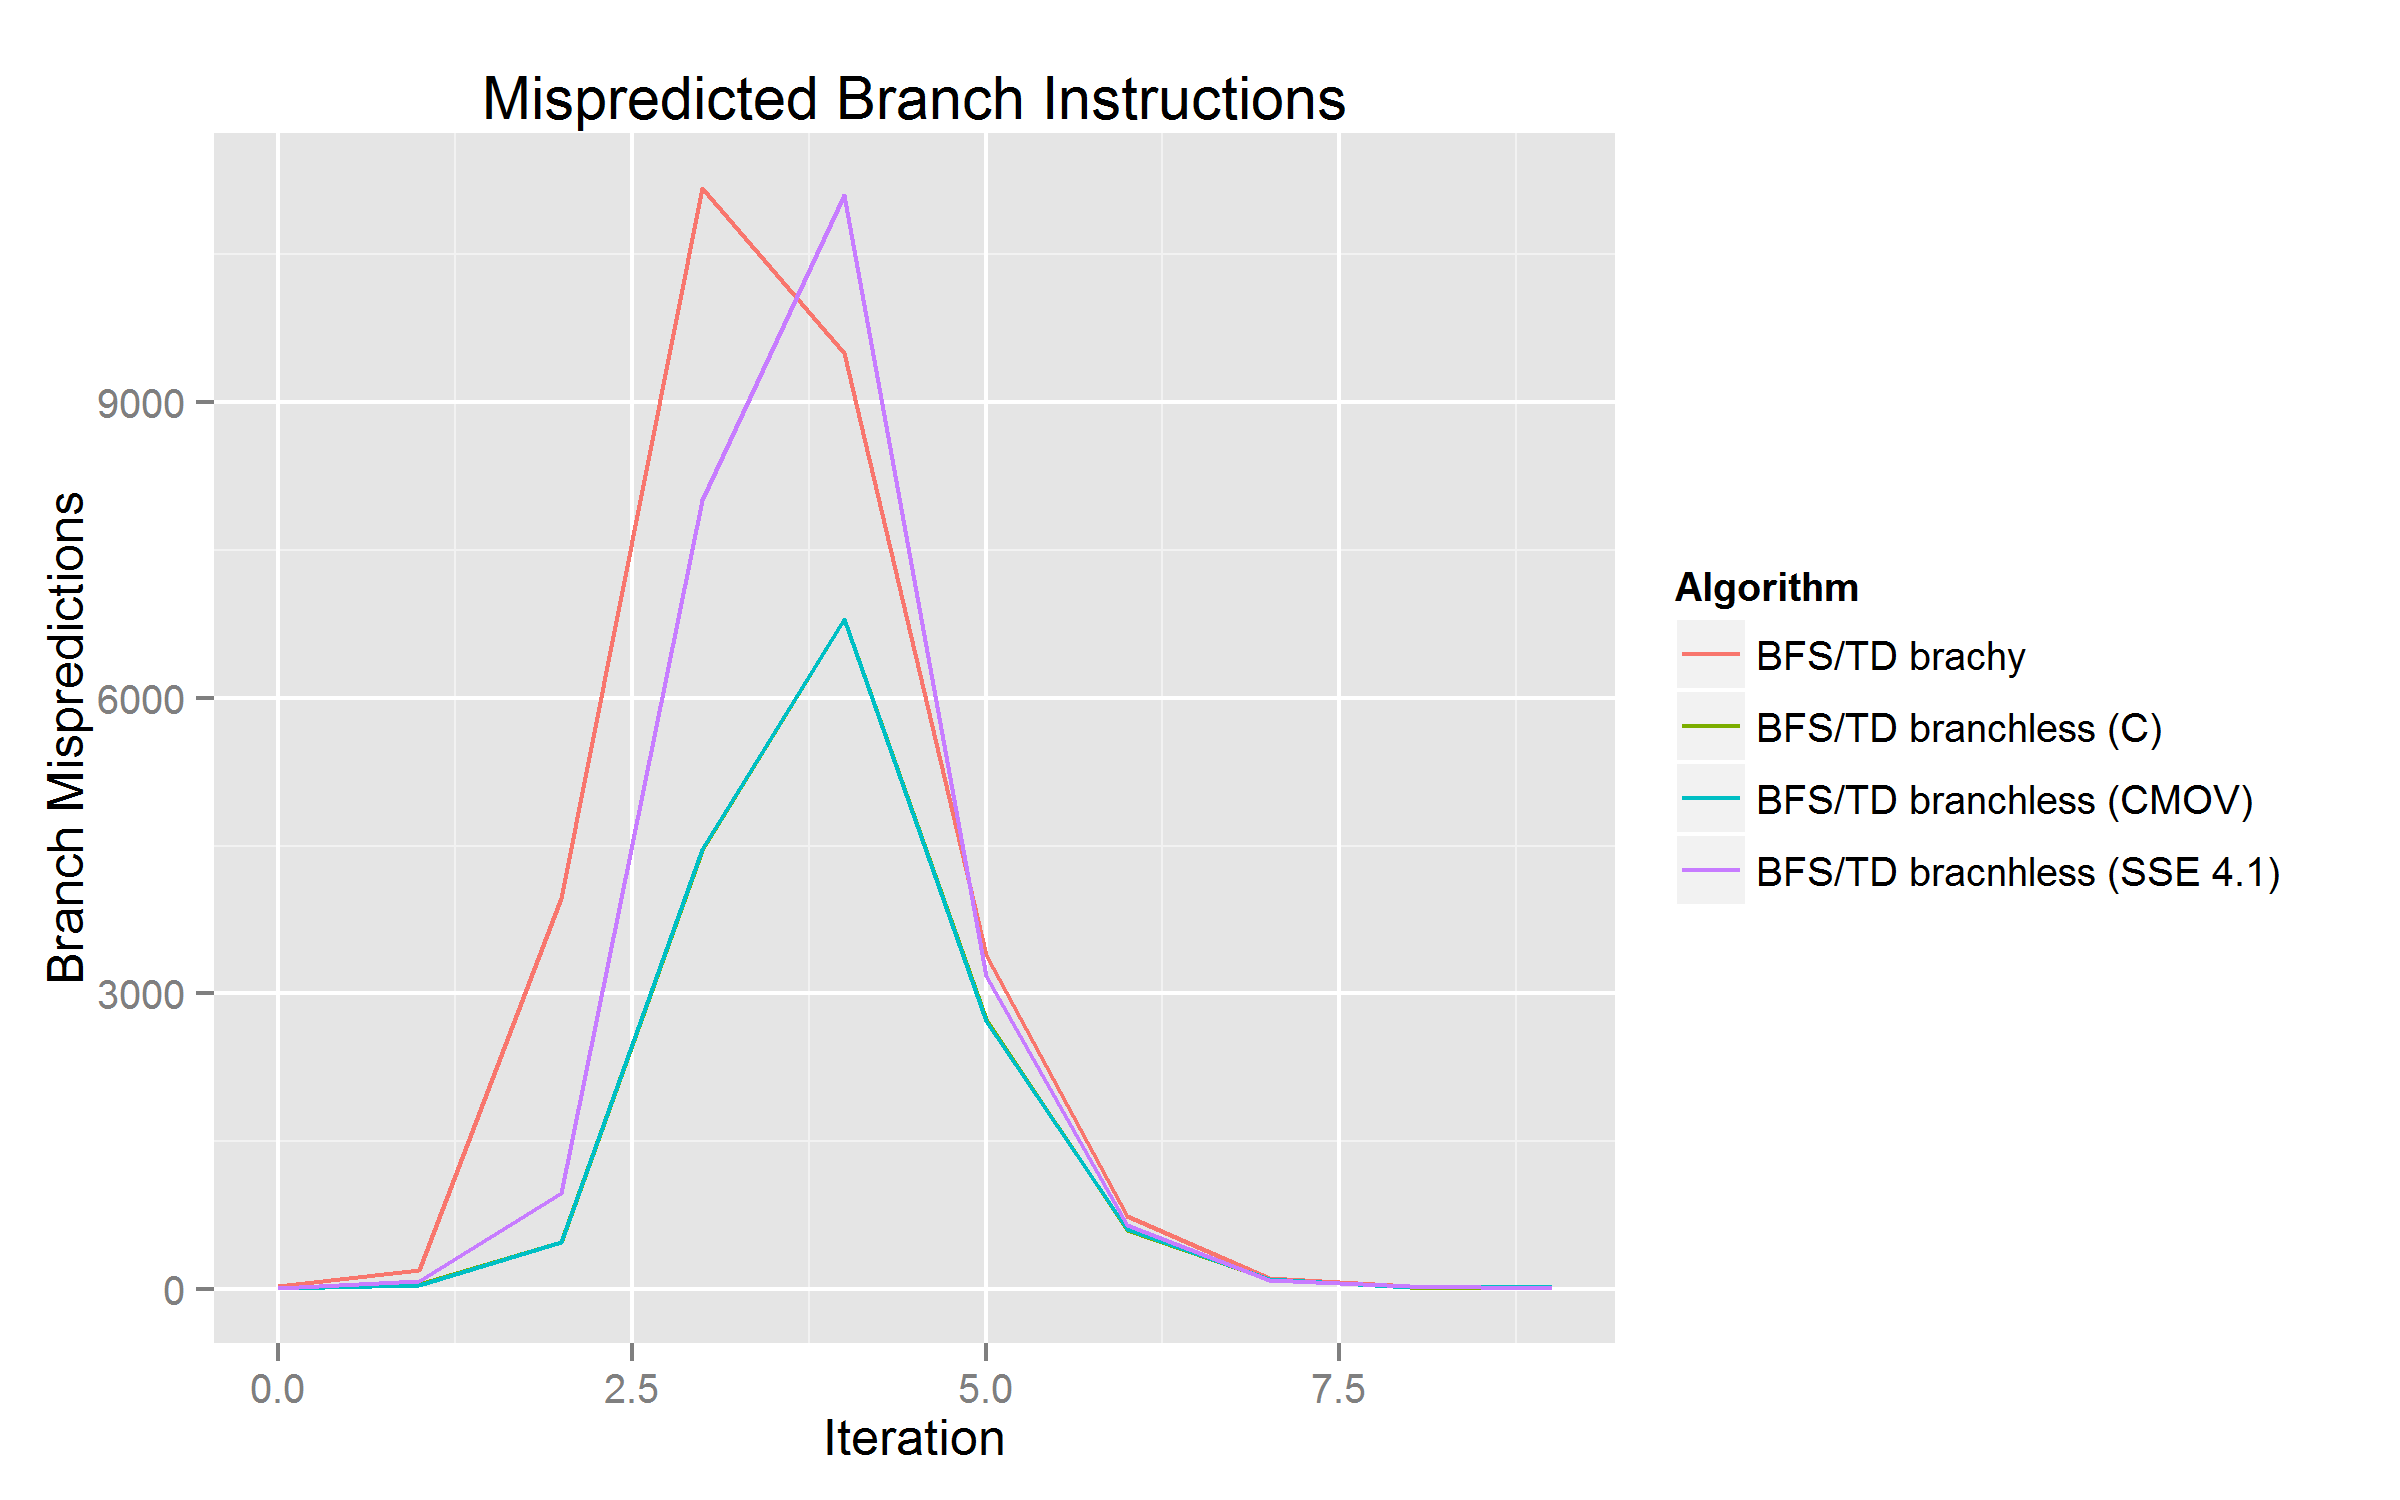 Mispredicted Branch Instructions
Branch Mispredictions
9000
6000
3000
0
0.0 2.5 5.0 7.5
Iteration
Algorithm
BFS/TD brachy
BFS/TD branchless (C)
BFS/TD branchless (CMOV)
BFS/TD bracnhless (SSE 4.1)